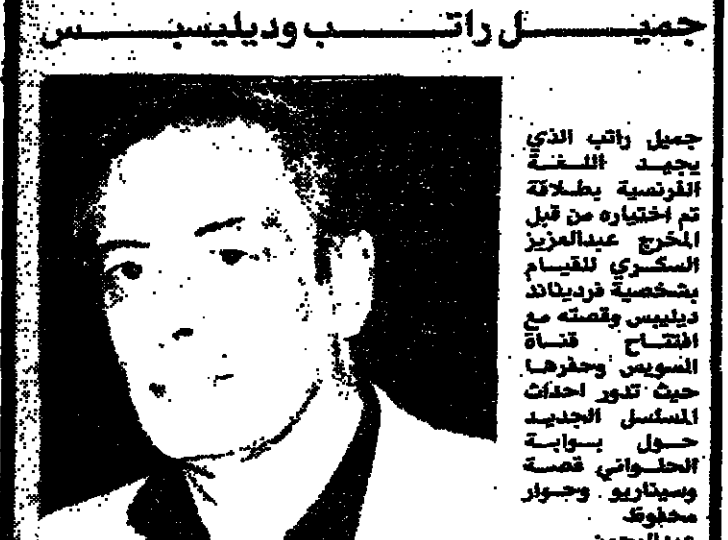 جميل راتب وديليسبس
جميل راتب الذي
يجيد اللغة
الفرنسية بطلاقة
تم اختياره من قبل
المخرج عبدالعزيز
السكري للقيام
بشخصية فرديناند
ديليبس وقصته مع
افتتاح قناة
السويس وحفرها
حيث تدور احداث
المسلسل الجديد
حول بوابة
الحلواني قصة
وسيناريو وحوار
محفوظ
عبدالرحمن